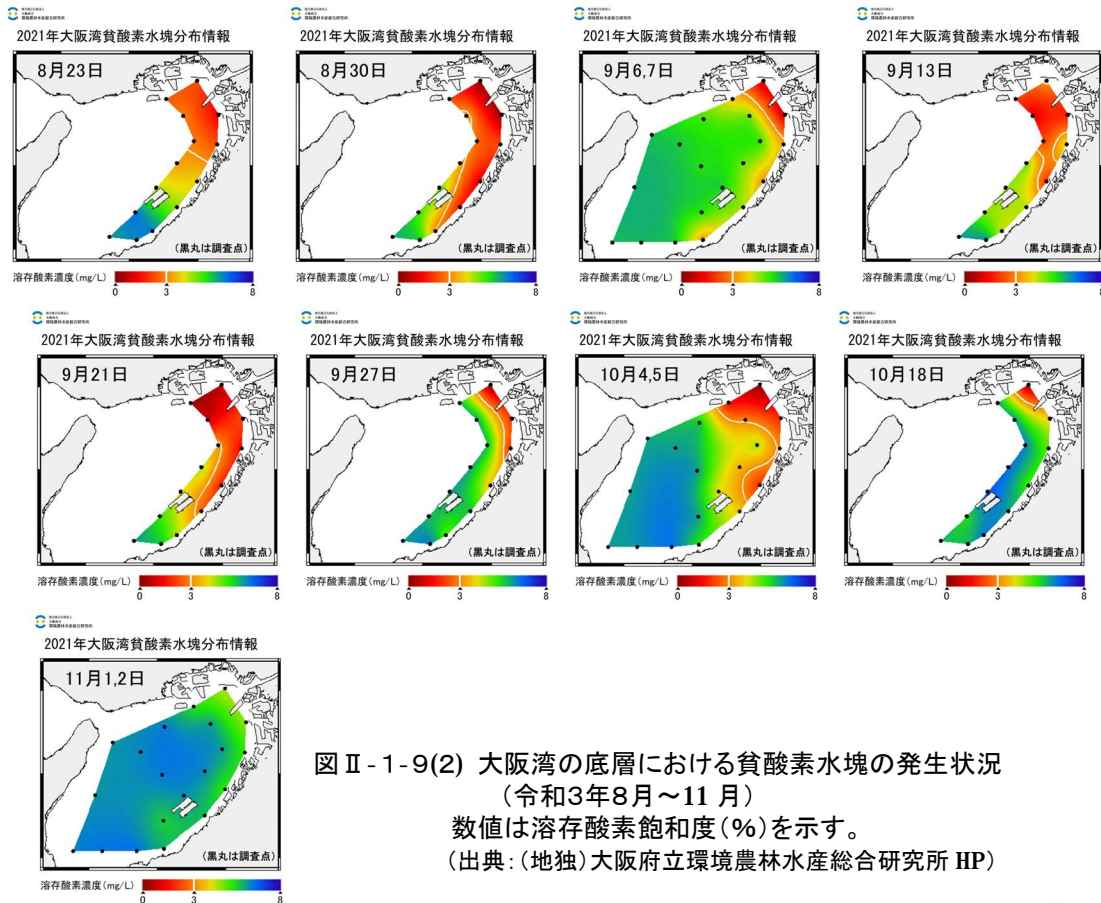 2021年大阪湾貧酸素水塊分布情報
8月23日
(黒丸は調査点)
溶存酸素濃度(mg/L)
0 3 8
2021年大阪湾貧酸素水塊分布情報
8月30日
(黒丸は調査点)
溶存酸素濃度(mg/L)
0 3 8
2021年大阪湾貧酸素水塊分布情報
9月6,7日
(黒丸は調査点)
溶存酸素濃度(mg/L)
0 3 8
2021年大阪湾貧酸素水塊分布情報
9月13日
(黒丸は調査点)
溶存酸素濃度(mg/L)
0 3 8
2021年大阪湾貧酸素水塊分布情報
9月21日
(黒丸は調査点)
溶存酸素濃度(mg/L)
0 3 8
2021年大阪湾貧酸素水塊分布情報
9月27日
(黒丸は調査点)
溶存酸素濃度(mg/L)
0 3 8
2021年大阪湾貧酸素水塊分布情報
10月4,5日
(黒丸は調査点)
溶存酸素濃度(mg/L)
0 3 8
2021年大阪湾貧酸素水塊分布情報
10月18日
(黒丸は調査点)
溶存酸素濃度(mg/L)
0 3 8
2021年大阪湾貧酸素水塊分布情報
11月1,2日
(黒丸は調査点)
溶存酸素濃度(mg/L)
0 3 8
図Ⅱ-1-9(2) 大阪湾の底層における貧酸素水塊の発生状況
(令和3年8月～11月)
数値は溶存酸素飽和度(%)を示す。
(出典:(地独)大阪府立環境農林水産総合研究所 HP)